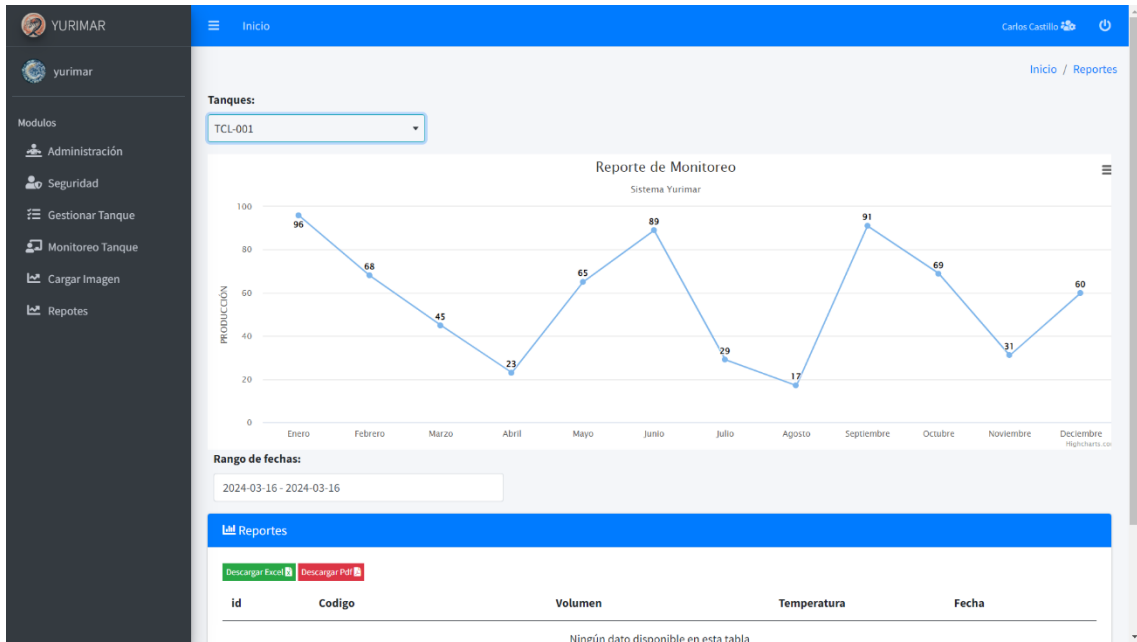 YURIMAR
Inicio
Carlos Castillo
yurimar
Inicio / Reportes
Modulos
Administración
Seguridad
Gestionar Tanque
Monitoreo Tanque
Cargar Imagen
Repotes
Tanques:
TCL-001
Reporte de Monitoreo
Sistema Yurimar
PRODUCCIÓN
100
80
60
40
20
0
96
68
45
23
65
89
29
17
91
69
31
60
Enero Febrero Marzo Abril Mayo Junio Julio Agosto Septiembre Octubre Noviembre Deciembre
Highcharts.co
Rango de fechas:
2024-03-16 - 2024-03-16
Reportes
Descargar Excel Descargar Pdf
id Codigo Volumen Temperatura Fecha
Ningún dato disponible en esta tabla